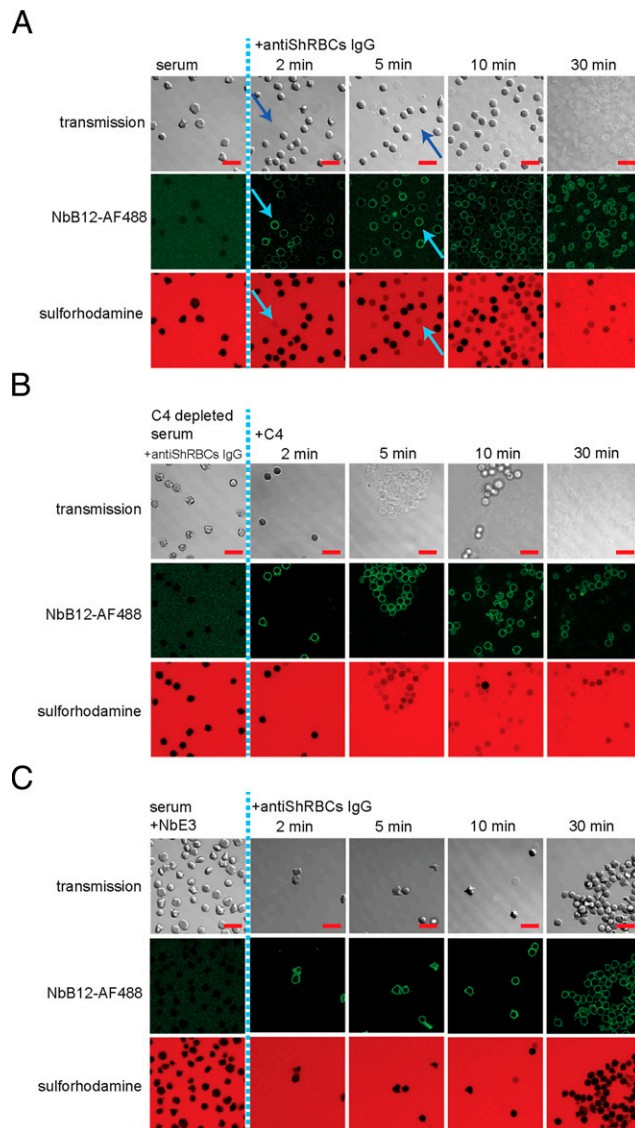 A
+antiShRBCs IgG
serum 2 min 5 min 10 min 30 min
transmission
NbB12-AF488
sulforhodamine
B
C4 depleted
serum +C4
+antiShRBCs IgG 2 min 5 min 10 min 30 min
transmission
NbB12-AF488
sulforhodamine
C
serum +antiShRBCs IgG
+NbE3 2 min 5 min 10 min 30 min
transmission
NbB12-AF488
sulforhodamine